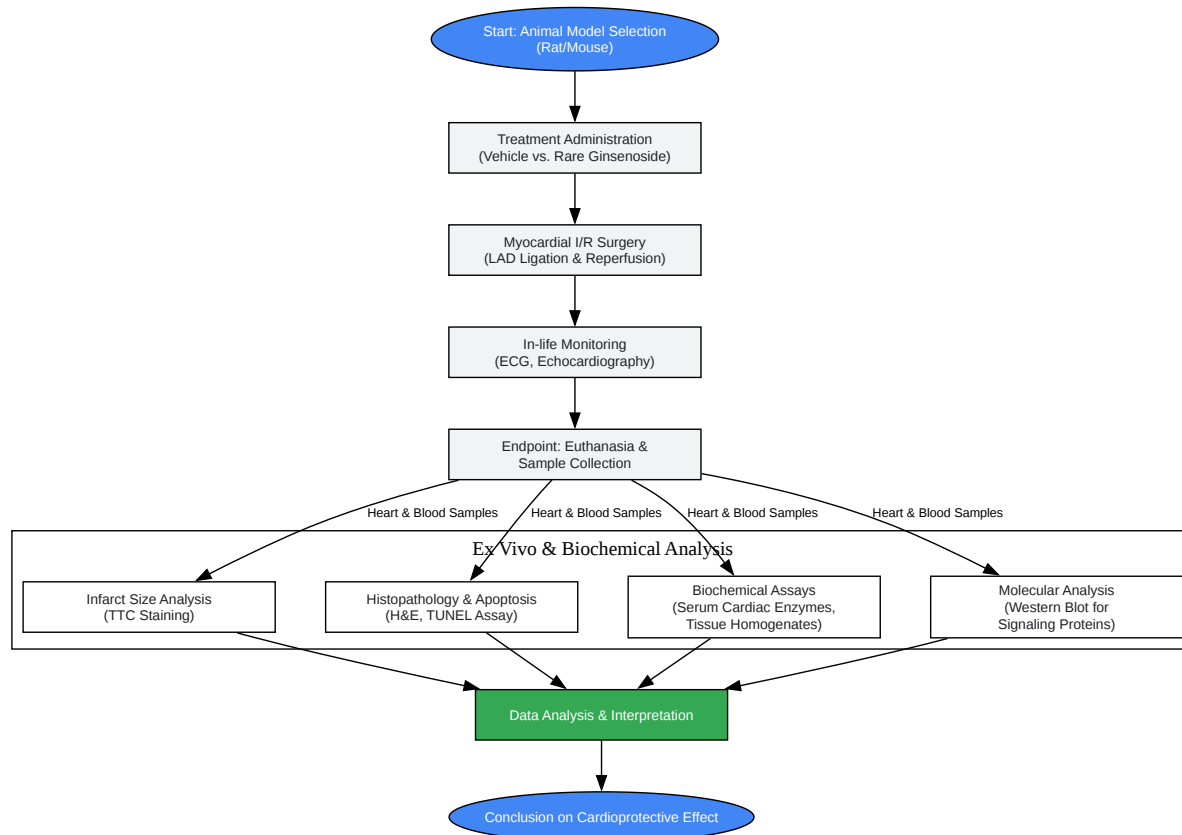 Start: Animal Model Selection
(Rat/Mouse)
Treatment Administration
(Vehicle vs. Rare Ginsenoside)
Myocardial I/R Surgery
(LAD Ligation & Reperfusion)
In-life Monitoring
(ECG, Echocardiography)
Endpoint: Euthanasia &
Sample Collection
Heart & Blood Samples
Heart & Blood Samples
Heart & Blood Samples
Heart & Blood Samples
Ex Vivo & Biochemical Analysis
Infarct Size Analysis
(TTC Staining)
Histopathology & Apoptosis
(H&E, TUNEL Assay)
Biochemical Assays
(Serum Cardiac Enzymes,
Tissue Homogenates)
Molecular Analysis
(Western Blot for
Signaling Proteins)
Data Analysis & Interpretation
Conclusion on Cardioprotective Effect